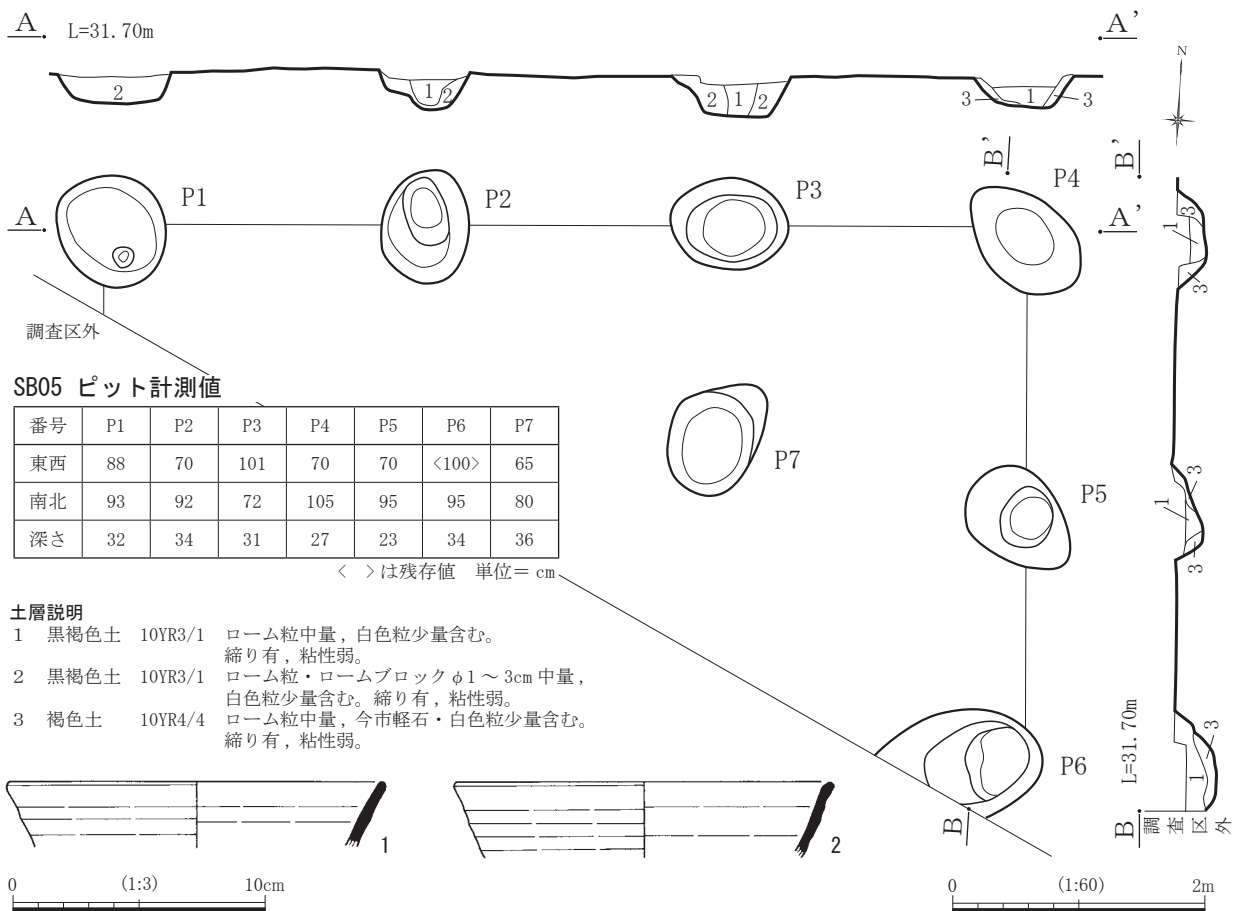 A
L=31.70m
A'
2
1
2
2
1
2
3
1
3
N
A
P1
P2
P3
B'
P4
B'
A'
3
1
3
調査区外
SB05 ピット計測値
番号 P1 P2 P3 P4 P5 P6 P7
東西 88 70 101 70 70 <100> 65
南北 93 92 72 105 95 95 80
深さ 32 34 31 27 23 34 36
< >は残存値 単位=cm
P7
P5
3
1
3
土層説明
1 黒褐色土 10YR3/1 ローム粒中量,白色粒少量含む。
締り有,粘性弱。
2 黒褐色土 10YR3/1 ローム粒・ロームブロックφ1~3cm中量,
白色粒少量含む。締り有,粘性弱。
3 褐色土 10YR4/4 ローム粒中量,今市軽石・白色粒少量含む。
締り有,粘性弱。
P6
L=31.70m
3
1
B
B
調査区外
1
2
0 (1:3) 10cm
0 (1:60) 2m